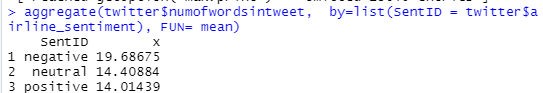 > aggregate(twitter$numofwordsintweet,  by=list(SentID = twitter$a
irline_sentiment), FUN= mean)
    SentID        x
1 negative 19.68675
2  neutral 14.40884
3 positive 14.01439